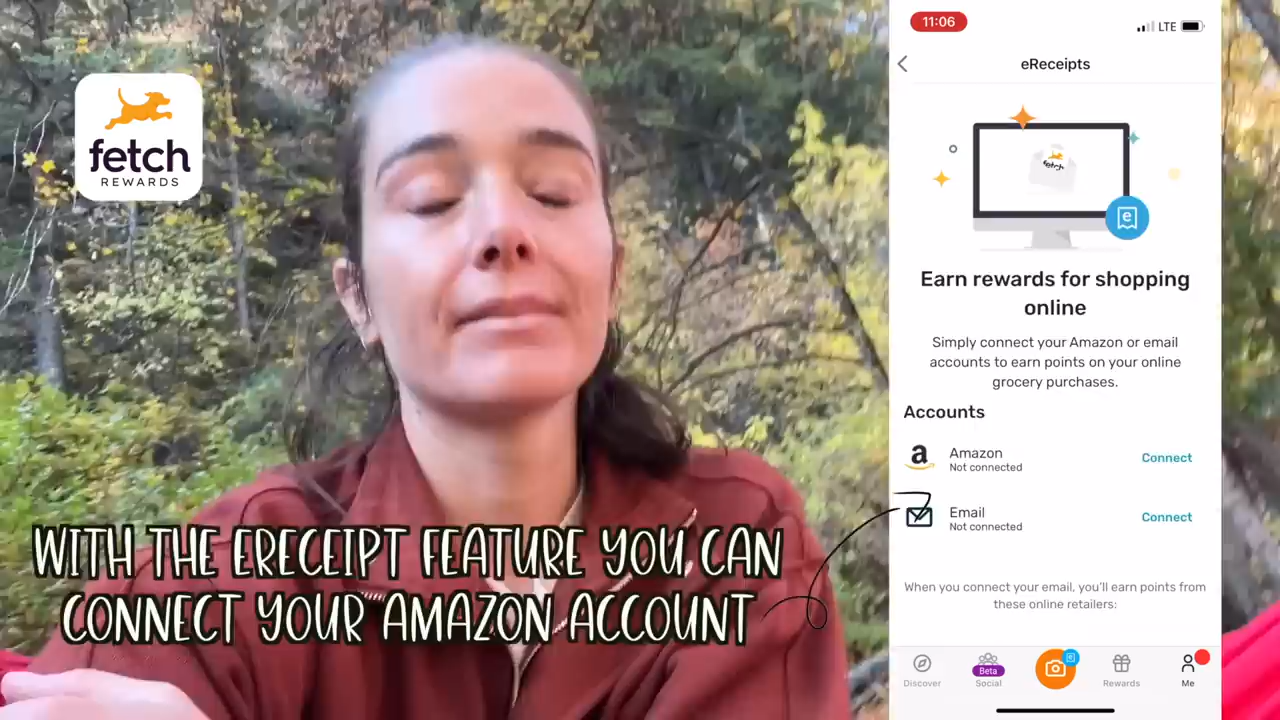 fetch
REWARDS
WITH THE ERECEIPT FEATURE YOU CAN
CONNECT YOUR AMAZON ACCOUNT
11:06
LTE
eReceipts
fetch
e
Earn rewards for shopping
online
Simply connect your Amazon or email
accounts to earn points on your online
grocery purchases.
Accounts
a
Amazon
Not connected
Connect
Email
Not connected
Connect
When you connect your email, you'll earn points from
these online retailers:
Discover
Beta
Social
Rewards
Me